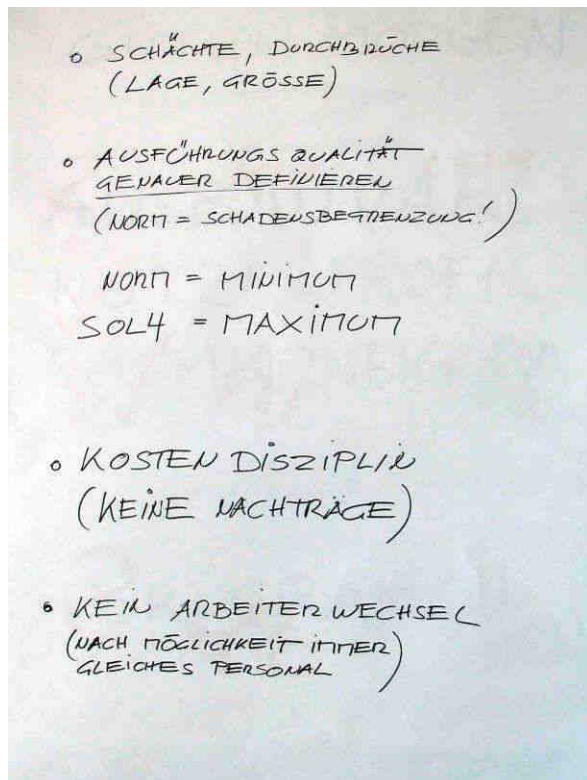 o SCHÄCHTE, DURCHBRÜCHE
(LAGE, GRÖSSE)
o AUSFÜHRUNGS QUALITÄT
GENAUER DEFINIEREN
(NORM = SCHADENSBEGRENZUNG!)
NORM = MINIMUM
SOL4 = MAXIMUM
o KOSTEN DISZIPLIN
(KEINE NACHTRÄGE)
• KEIN ARBEITER WECHSEL
(NACH MÖGLICHKEIT IMMER
GLEICHES PERSONAL)